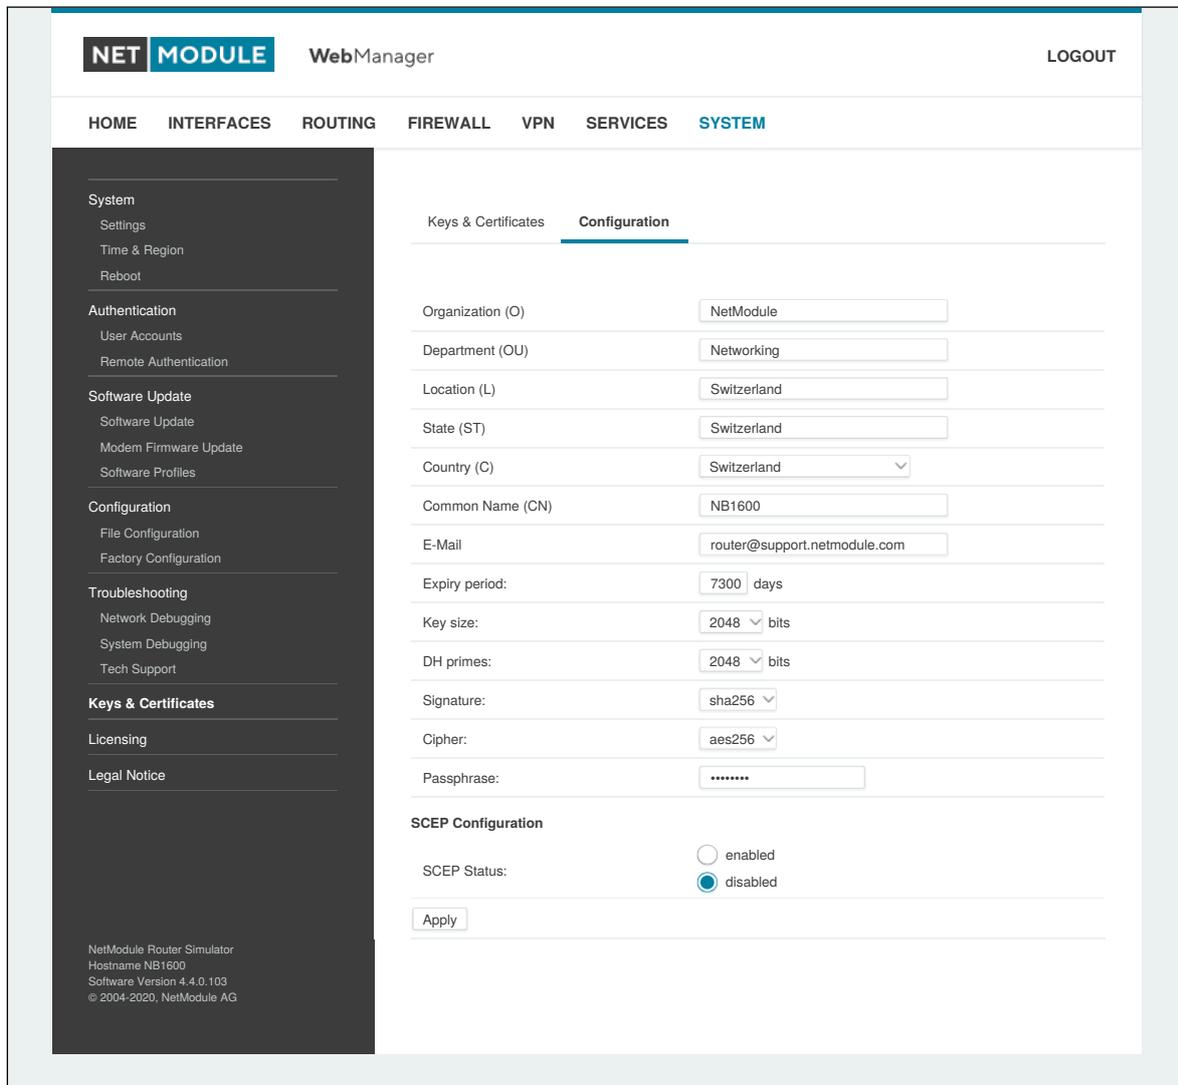 NET MODULE WebManager LOGOUT
HOME INTERFACES ROUTING FIREWALL VPN SERVICES SYSTEM
System
Settings
Time & Region
Reboot
Authentication
User Accounts
Remote Authentication
Software Update
Software Update
Modem Firmware Update
Software Profiles
Configuration
File Configuration
Factory Configuration
Troubleshooting
Network Debugging
System Debugging
Tech Support
Keys & Certificates
Licensing
Legal Notice
NetModule Router Simulator
Hostname NB1600
Software Version 4.4.0.103
© 2004-2020, NetModule AG
Keys & Certificates Configuration
Organization (O) NetModule
Department (OU) Networking
Location (L) Switzerland
State (ST) Switzerland
Country (C) Switzerland
Common Name (CN) NB1600
E-Mail router@support.netmodule.com
Expiry period: 7300 days
Key size: 2048 bits
DH primes: 2048 bits
Signature: sha256
Cipher: aes256
Passphrase: ••••••••
SCEP Configuration
SCEP Status:
enabled
disabled
Apply